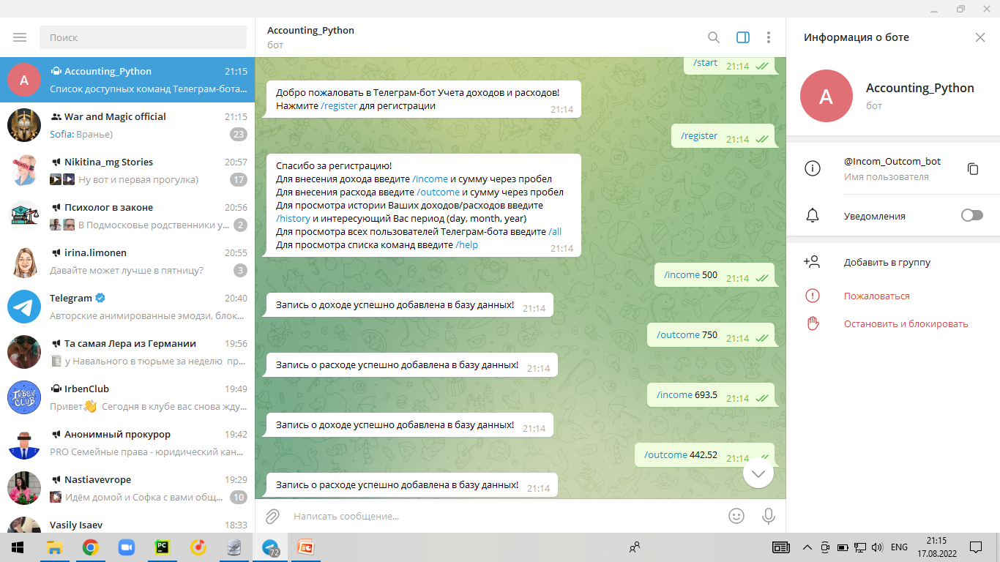 Поиск
A
Accounting_Python
21:15
Список доступных команд Телеграм-бота...
War and Magic official
21:15
Sofia: Вранье)
23
Nikitina_mg Stories
20:57
Ну вот и первая прогулка)
17
Психолог в законе
20:56
В Подмосковье родственники у...
2
irina.limonen
20:55
Давайте может лучше в пятницу?
3
Telegram
20:40
Авторские анимированные эмодзи, блок...
Та самая Лера из Германии
19:56
у Навального в тюрьме за неделю пр...
IRBEN CLUB
IrbenClub
19:49
Привет👋 Сегодня в клубе вас снова жду...
Анонимный прокурор
19:42
PRO Семейные права - юридический кан...
Nastiavevrope
19:29
Идём домой и Софка с вами общ...
10
Vasily Isaev
18:33
Accounting_Python
бот
/start 21:14
Добро пожаловать в Телеграм-бот Учета доходов и расходов!
Нажмите /register для регистрации
21:14
/register 21:14
Спасибо за регистрацию!
Для внесения дохода введите /income и сумму через пробел
Для внесения расхода введите /outcome и сумму через пробел
Для просмотра истории Ваших доходов/расходов введите
/history и интересующий Вас период (day, month, year)
Для просмотра всех пользователей Телеграм-бота введите /all
Для просмотра списка команд введите /help
21:14
/income 500 21:14
Запись о доходе успешно добавлена в базу данных! 21:14
/outcome 750 21:14
Запись о расходе успешно добавлена в базу данных! 21:14
/income 693.5 21:14
Запись о доходе успешно добавлена в базу данных! 21:14
/outcome 442.52 21:14
Запись о расходе успешно добавлена в базу данных! 21:14
Написать сообщение...
Информация о боте
A
Accounting_Python
бот
@Incom_Outcom_bot
Имя пользователя
Уведомления
Добавить в группу
Пожаловаться
Остановить и блокировать
PC
72
ENG
21:15
17.08.2022